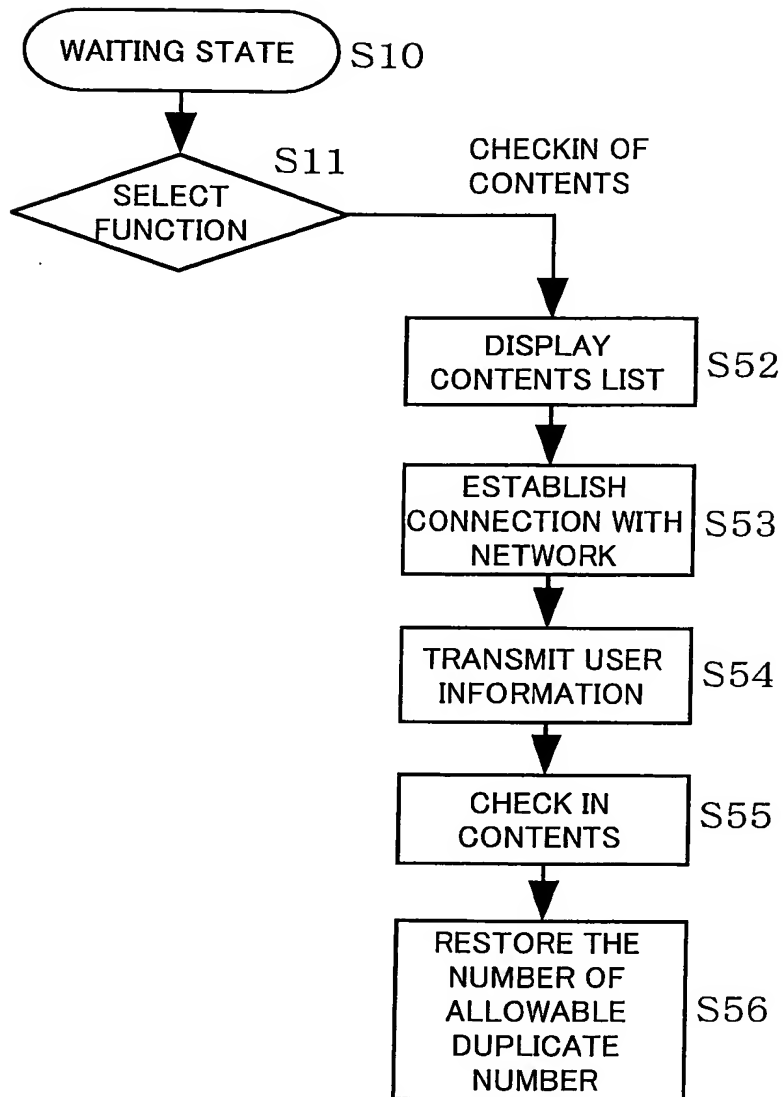 WAITING STATE
S10
S11
SELECT
FUNCTION
CHECKIN OF
CONTENTS
DISPLAY
CONTENTS LIST
S52
ESTABLISH
CONNECTION WITH
NETWORK
S53
TRANSMIT USER
INFORMATION
S54
CHECK IN
CONTENTS
S55
RESTORE THE
NUMBER OF
ALLOWABLE
DUPLICATE
NUMBER
S56